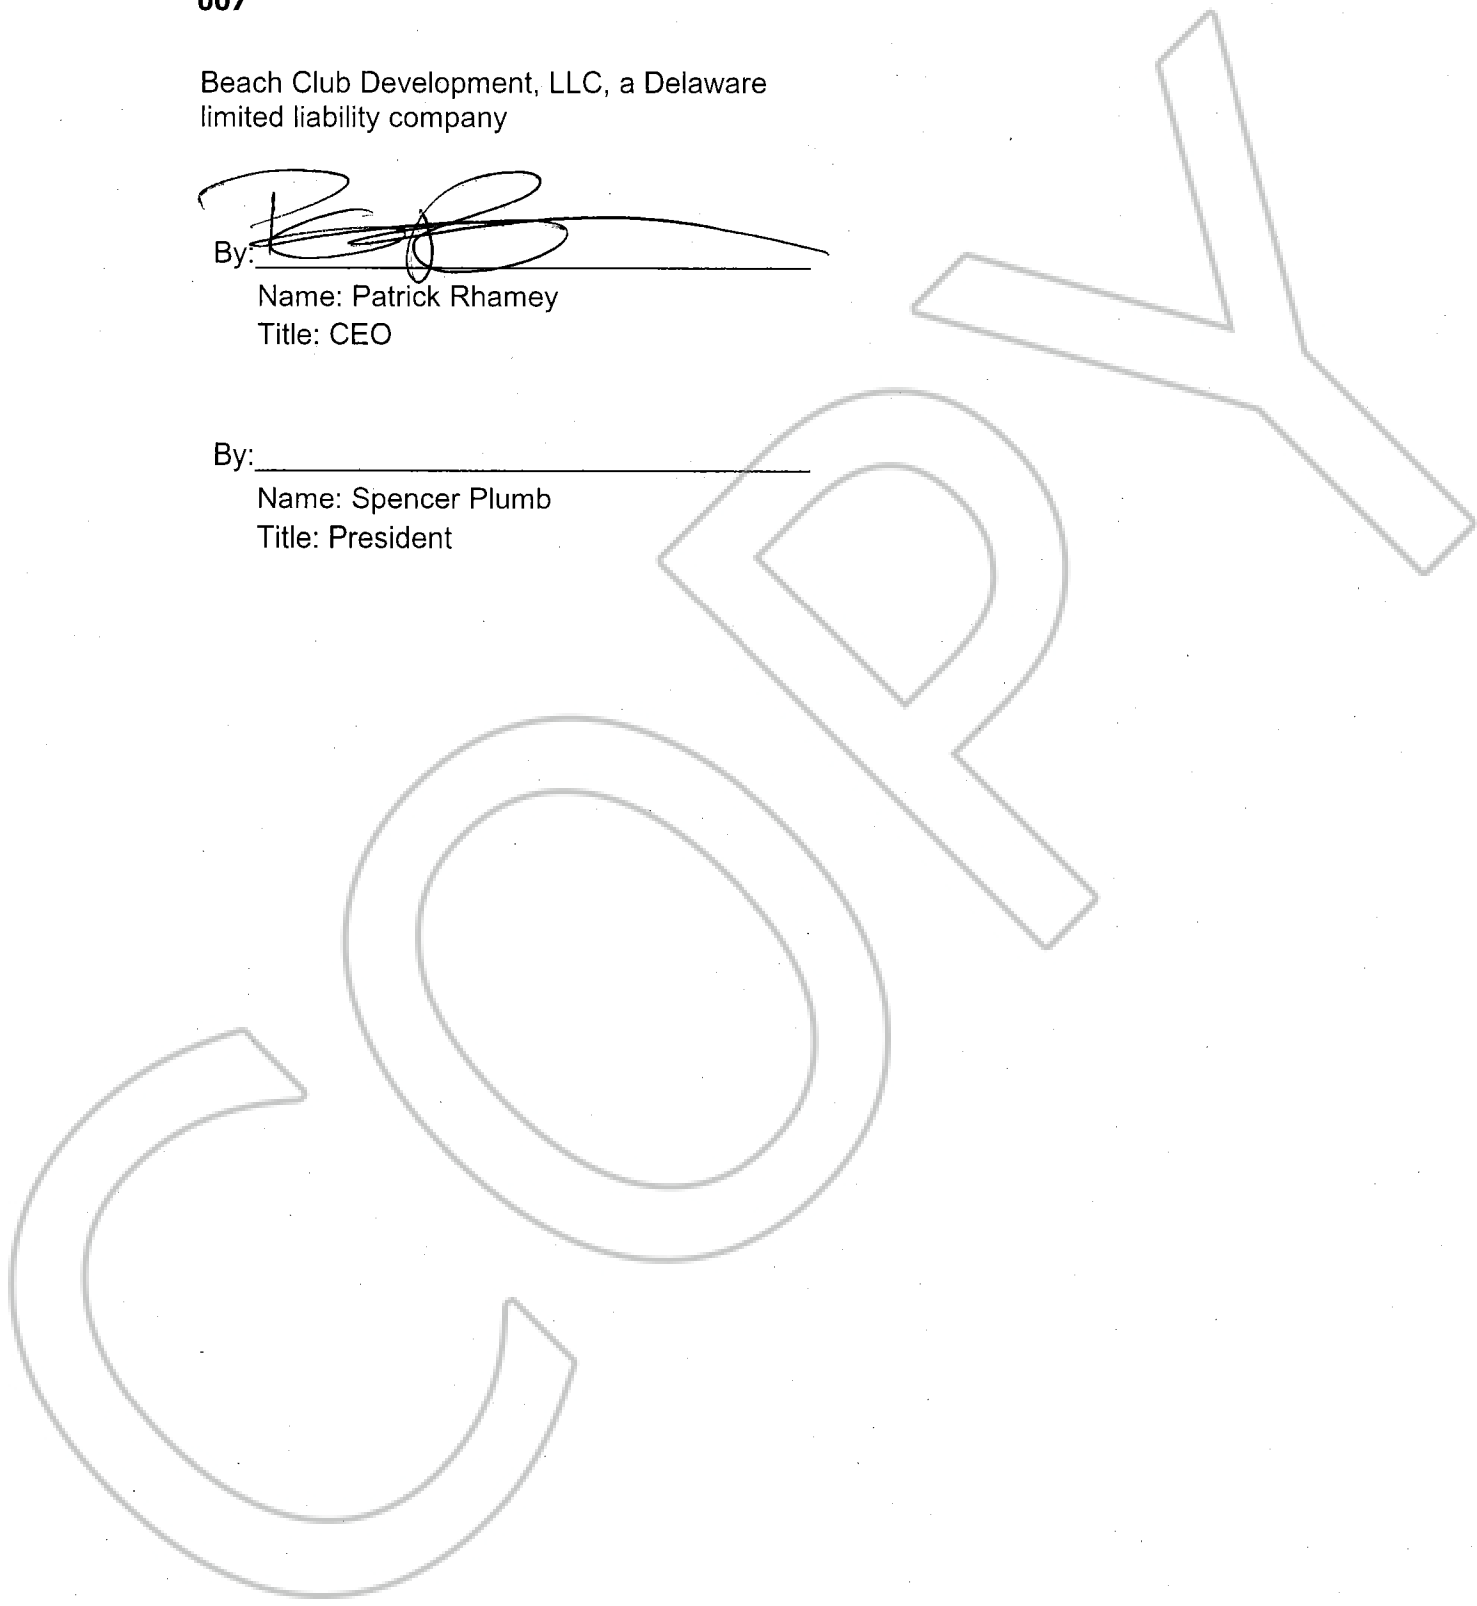 007
Beach Club Development, LLC, a Delaware
limited liability company
By:
Name: Patrick Rhamey
Title: CEO
By:
Name: Spencer Plumb
Title: President
COPY